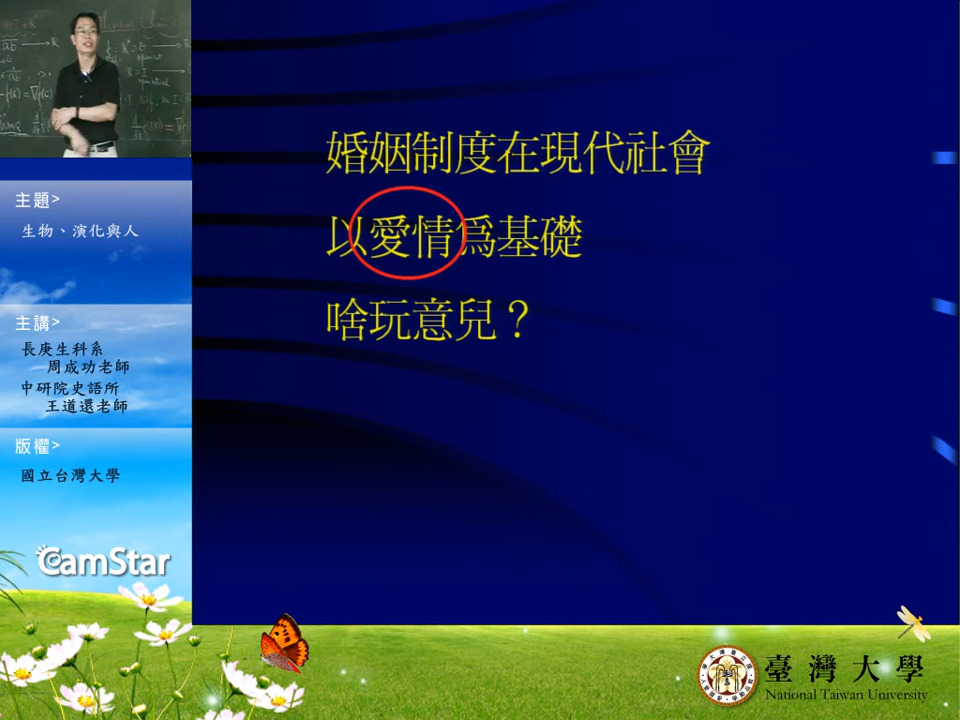 婚姻制度在現代社會
以愛情為基礎
啥玩意兒？
主題>
生物、演化與人
主講>
長庚生科系
周成功老師
中研院史語所
王道還老師
版權>
國立台灣大學
CamStar
臺灣大學
National Taiwan University